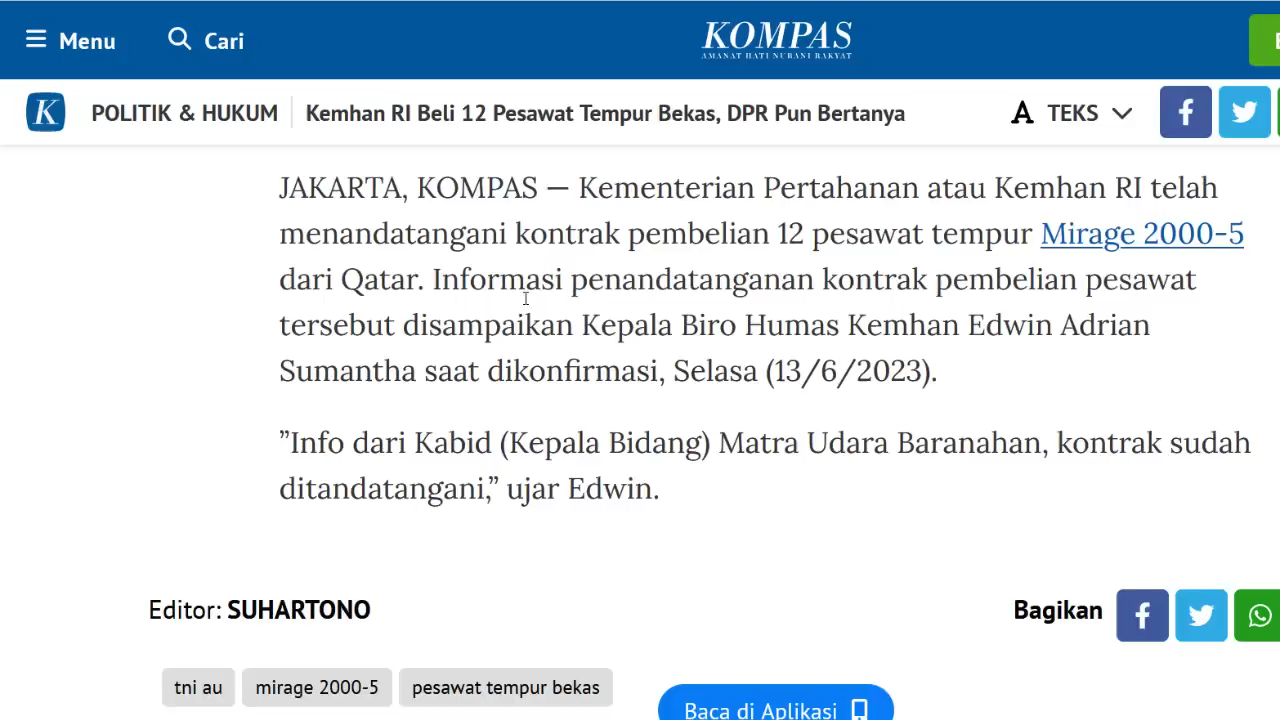 Menu
Cari
KOMPAS
AMANAT HATI NURANI RAKYAT
K
POLITIK & HUKUM
Kemhan RI Beli 12 Pesawat Tempur Bekas, DPR Pun Bertanya
A TEKS
JAKARTA, KOMPAS — Kementerian Pertahanan atau Kemhan RI telah
menandatangani kontrak pembelian 12 pesawat tempur Mirage 2000-5
dari Qatar. Informasi penandatanganan kontrak pembelian pesawat
tersebut disampaikan Kepala Biro Humas Kemhan Edwin Adrian
Sumantha saat dikonfirmasi, Selasa (13/6/2023).
”Info dari Kabid (Kepala Bidang) Matra Udara Baranahan, kontrak sudah
ditandatangani,” ujar Edwin.
Editor: SUHARTONO
Bagikan
tni au
mirage 2000-5
pesawat tempur bekas
Baca di Aplikasi